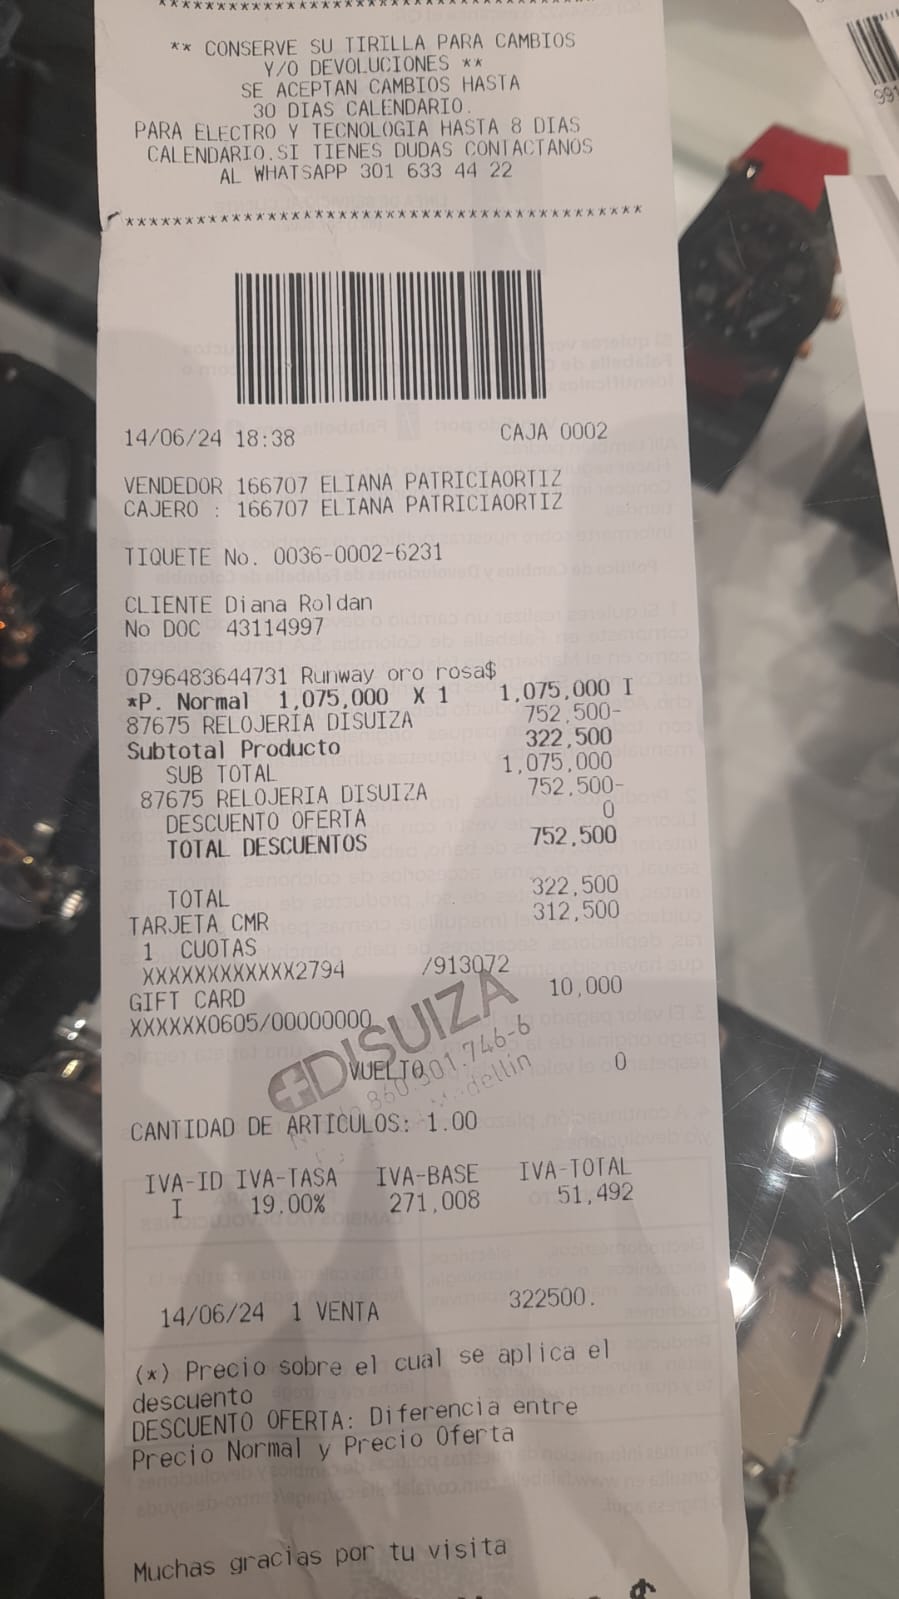 ** CONSERVE SU TIRILLA PARA CAMBIOS
Y/O DEVOLUCIONES **
SE ACEPTAN CAMBIOS HASTA
30 DIAS CALENDARIO.
PARA ELECTRO Y TECNOLOGIA HASTA 8 DIAS
CALENDARIO.SI TIENES DUDAS CONTACTANOS
AL WHATSAPP 301 633 44 22
******************************************
14/06/24 18:38 CAJA 0002
VENDEDOR 166707 ELIANA PATRICIAORTIZ
CAJERO : 166707 ELIANA PATRICIAORTIZ
TIQUETE No. 0036-0002-6231
CLIENTE Diana Roldan
No DOC 43114997
0796483644731 Runway oro rosa$
*P. Normal 1,075,000 X 1 1,075,000 I
87675 RELOJERIA DISUIZA 752,500-
Subtotal Producto 322,500
SUB TOTAL 1,075,000
87675 RELOJERIA DISUIZA 752,500-
DESCUENTO OFERTA 0
TOTAL DESCUENTOS 752,500
TOTAL 322,500
TARJETA CMR 312,500
1 CUOTAS
XXXXXXXXXXXX2794 /913072
GIFT CARD 10,000
XXXXXX0605/00000000
DISUIZA
VUELTO 0
860.301.746-6
Medellín
CANTIDAD DE ARTICULOS: 1.00
IVA-ID IVA-TASA IVA-BASE IVA-TOTAL
I 19.00% 271,008 51,492
14/06/24 1 VENTA 322500.
(*) Precio sobre el cual se aplica el
descuento
DESCUENTO OFERTA: Diferencia entre
Precio Normal y Precio Oferta
Muchas gracias por tu visita